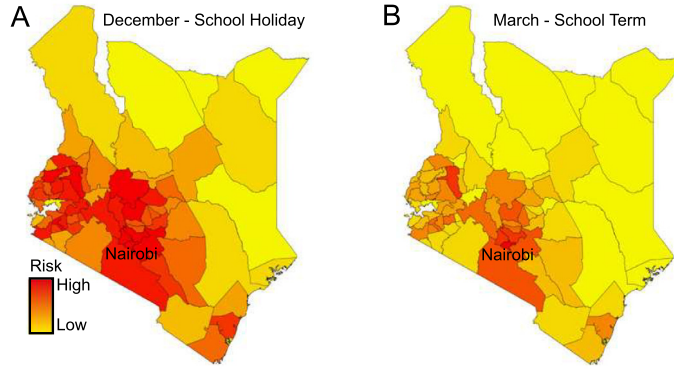 A
December - School Holiday
Nairobi
Risk
High
Low
B
March - School Term
Nairobi